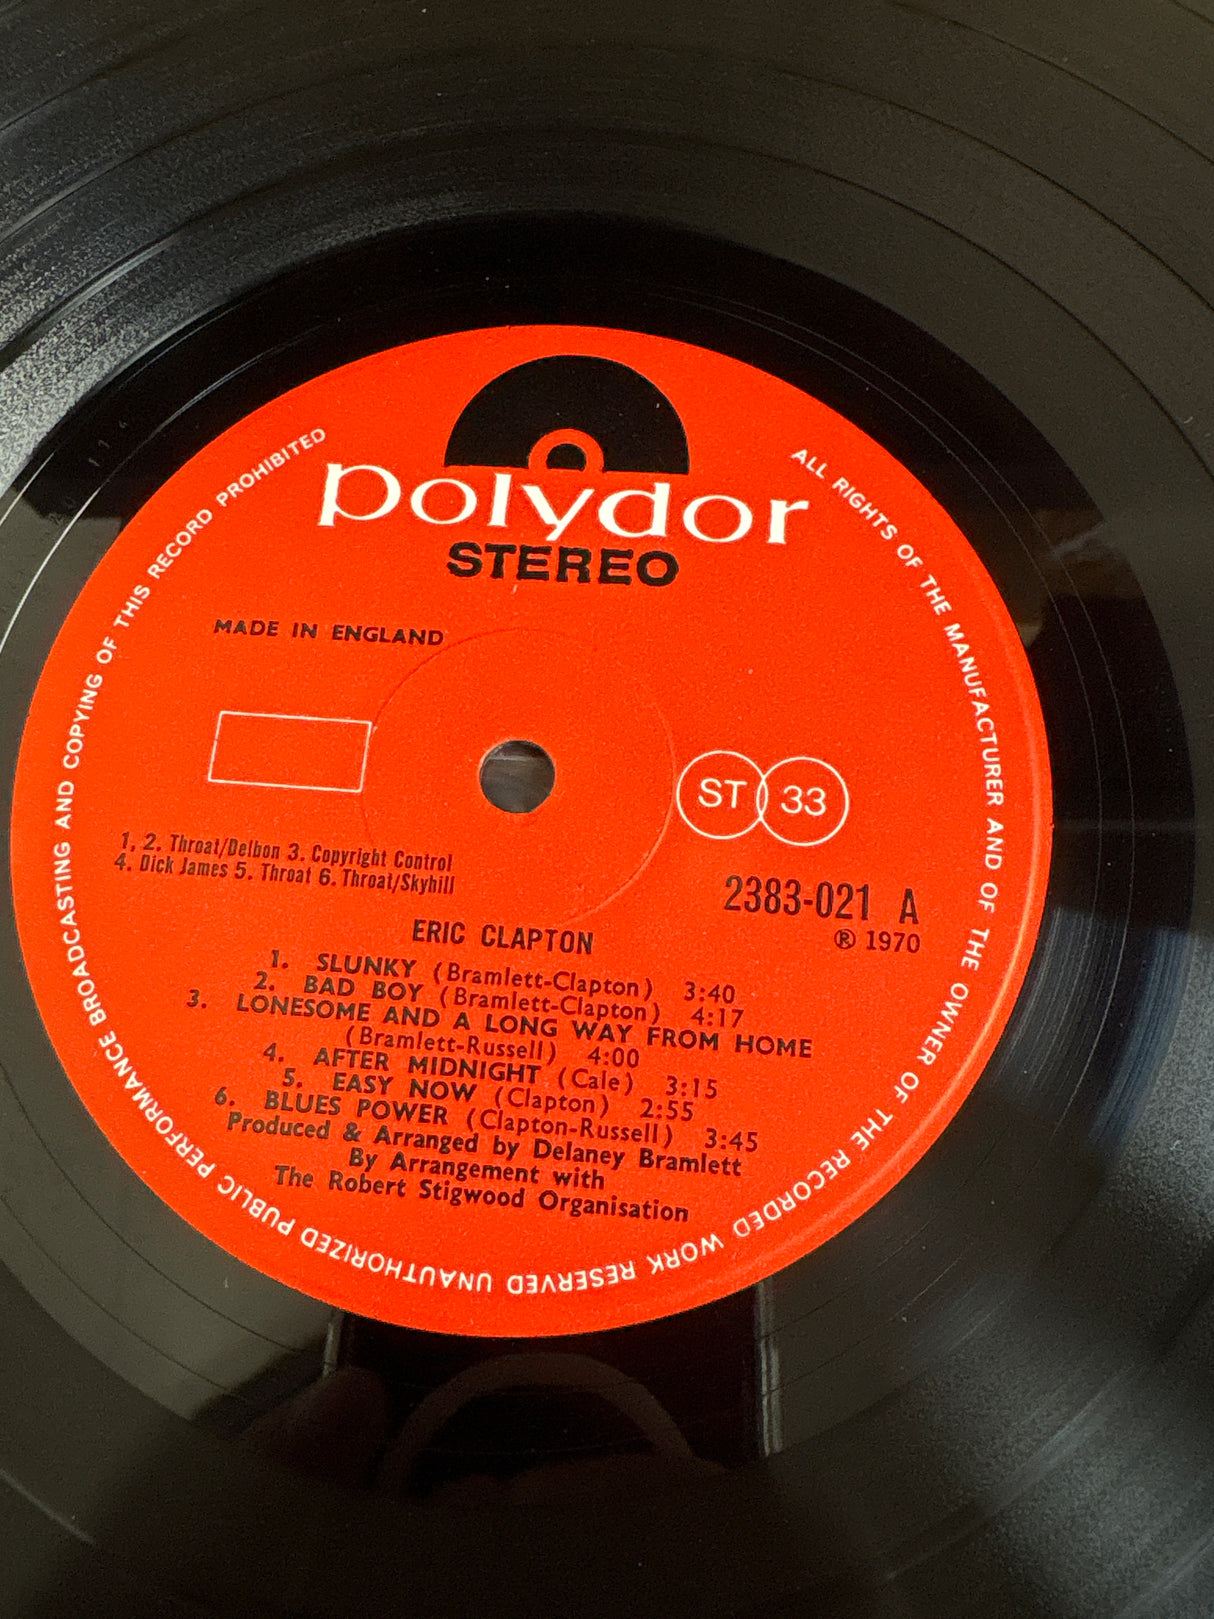 polydor
STEREO
MADE IN ENGLAND
ST 33
1, 2. Throat/Delbon 3. Copyright Control
4. Dick James 5. Throat 6. Throat/Skyhill
2383-021 A
℗ 1970
ERIC CLAPTON
1. SLUNKY (Bramlett-Clapton) 3:40
2. BAD BOY (Bramlett-Clapton) 4:17
3. LONESOME AND A LONG WAY FROM HOME
(Bramlett-Russell) 4:00
4. AFTER MIDNIGHT (Cale) 3:15
5. EASY NOW (Clapton) 2:55
6. BLUES POWER (Clapton-Russell) 3:45
Produced & Arranged by Delaney Bramlett
By Arrangement with
The Robert Stigwood Organisation
ALL RIGHTS OF THE MANUFACTURER AND OF THE OWNER OF THE RECORDED WORK RESERVED UNAUTHORIZED PUBLIC PERFORMANCE BROADCASTING AND COPYING OF THIS RECORD PROHIBITED